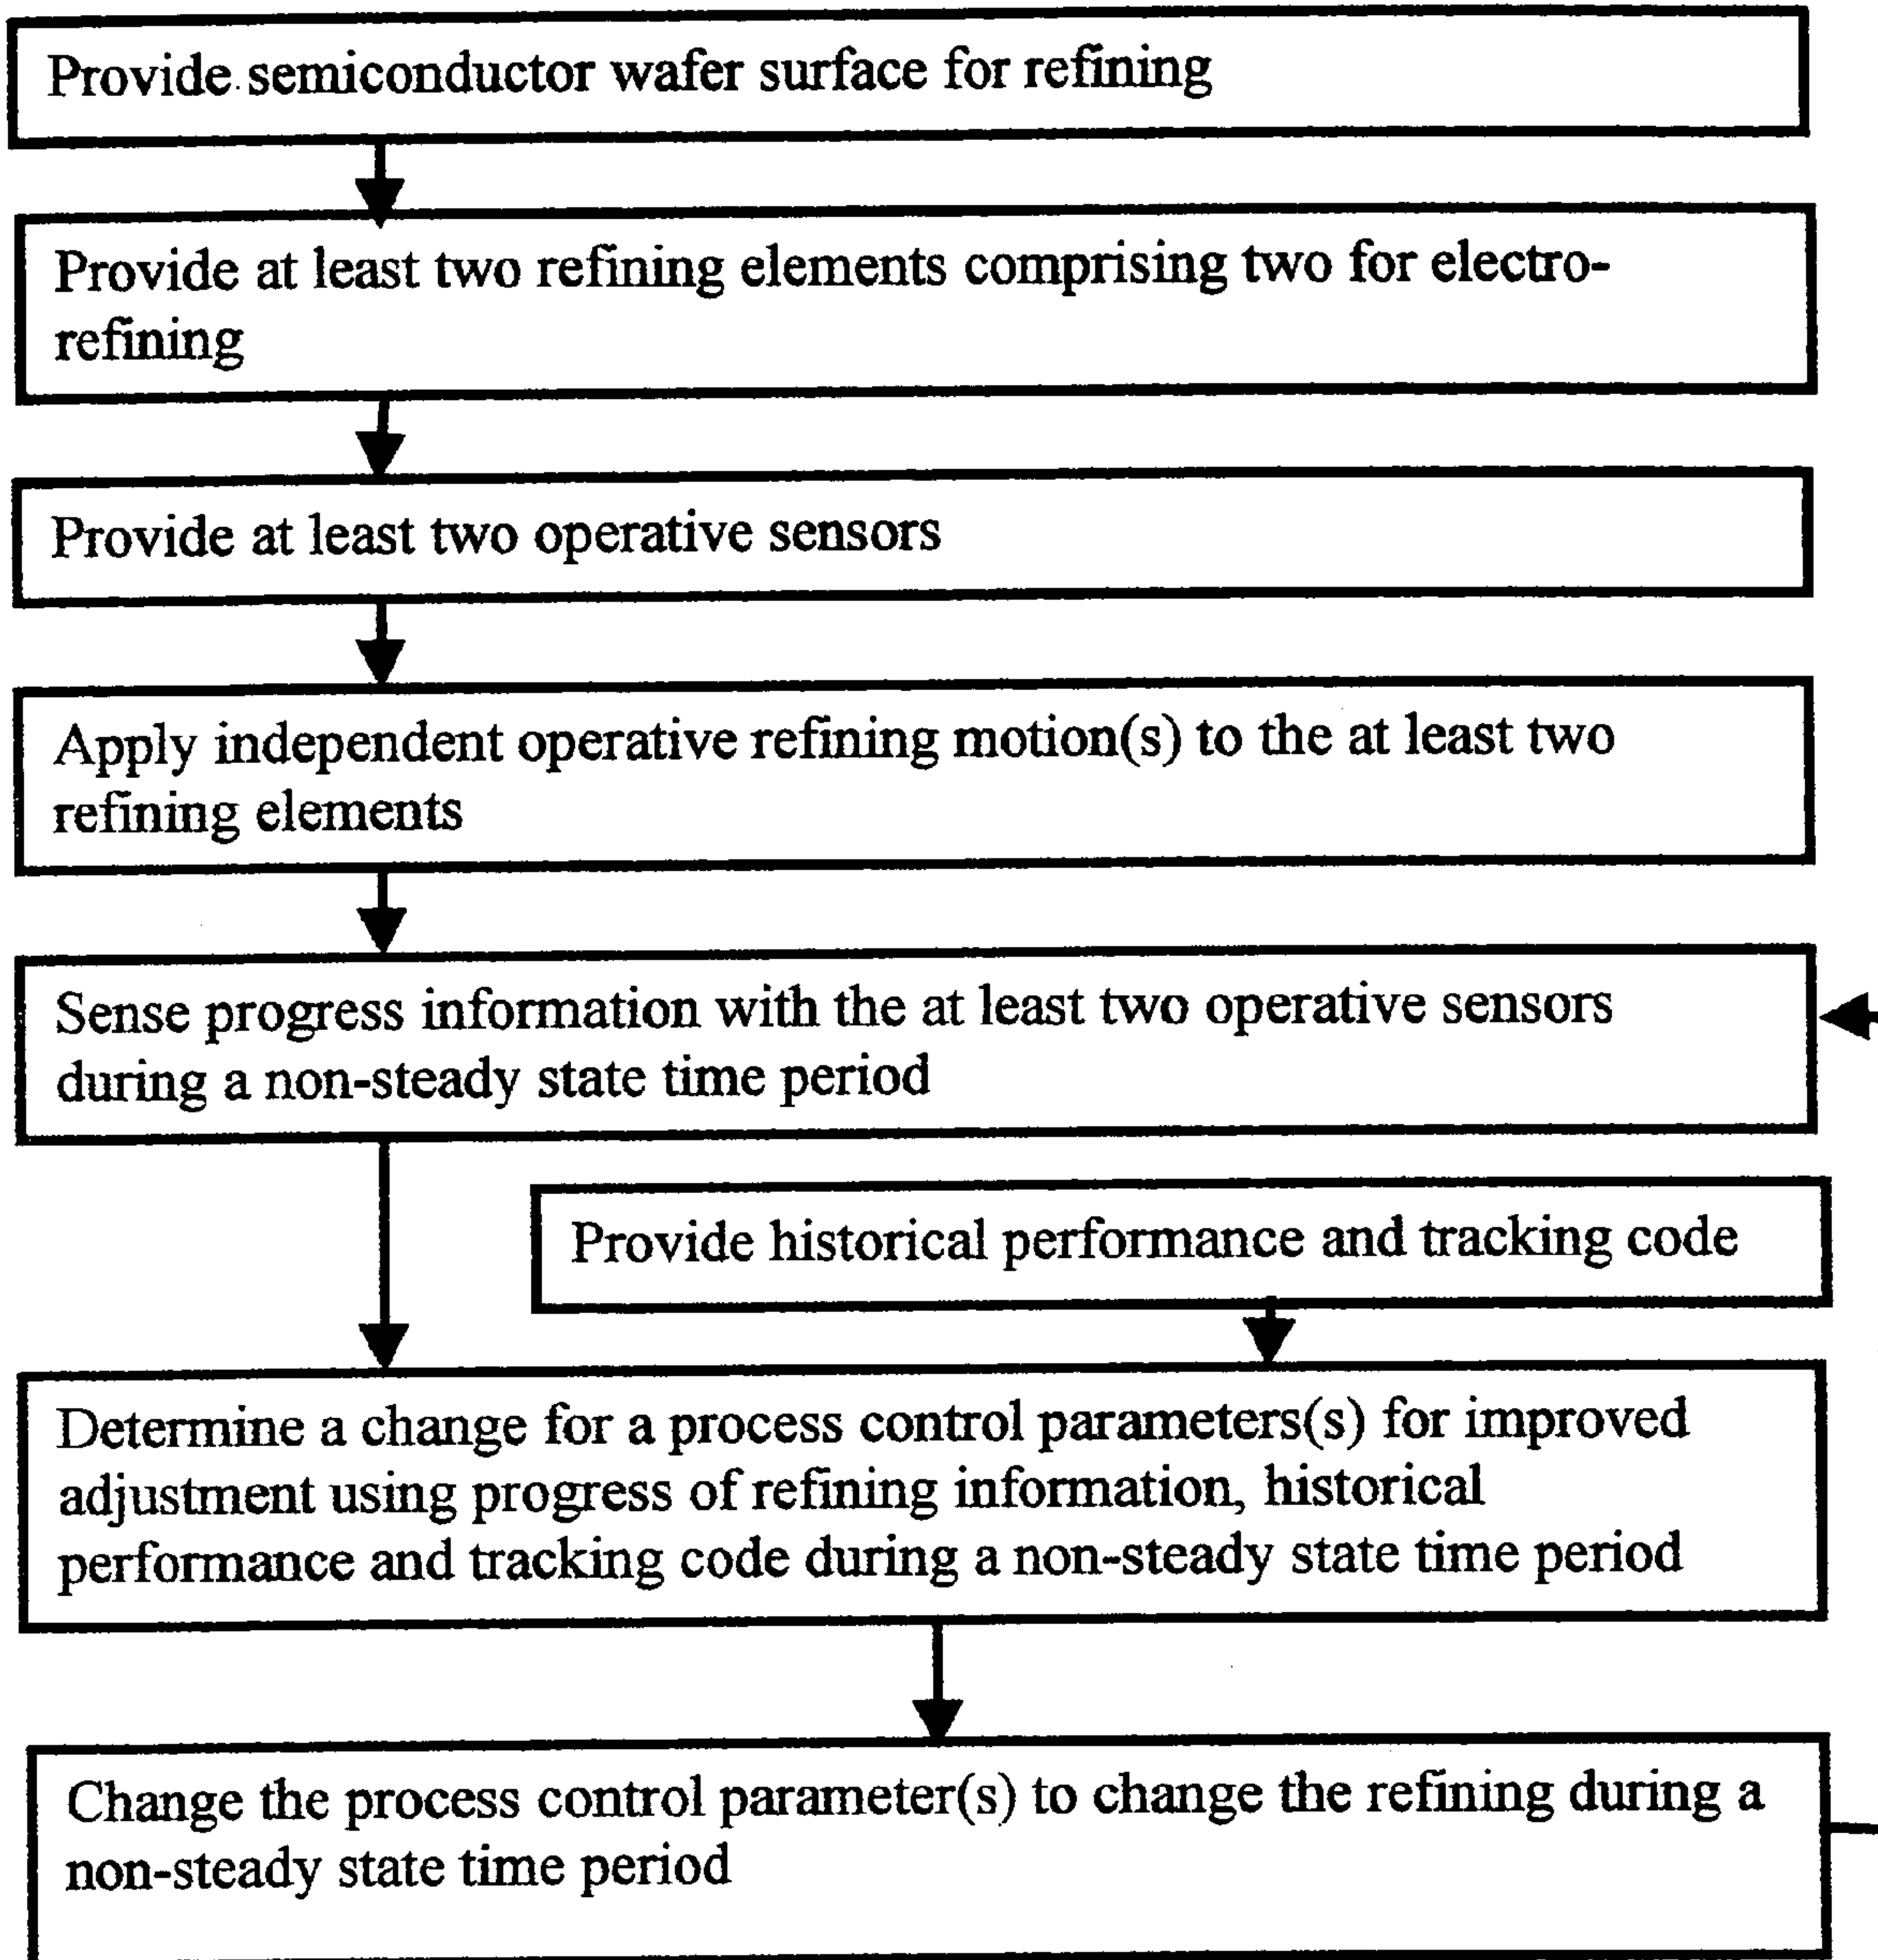 Provide semiconductor wafer surface for refining
Provide at least two refining elements comprising two for electro-
refining
Provide at least two operative sensors
Apply independent operative refining motion(s) to the at least two
refining elements
Sense progress information with the at least two operative sensors
during a non-steady state time period
Provide historical performance and tracking code
Determine a change for a process control parameters(s) for improved
adjustment using progress of refining information, historical
performance and tracking code during a non-steady state time period
Change the process control parameter(s) to change the refining during a
non-steady state time period